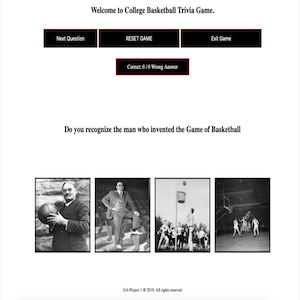 Welcome to College Basketball Trivia Game.
Next Question
RESET GAME
Exit Game
Correct: 0 / 0 Wrong Answer
Do you recognize the man who invented the Game of Basketball
GA-Project 1 © 2019. All rights reserved